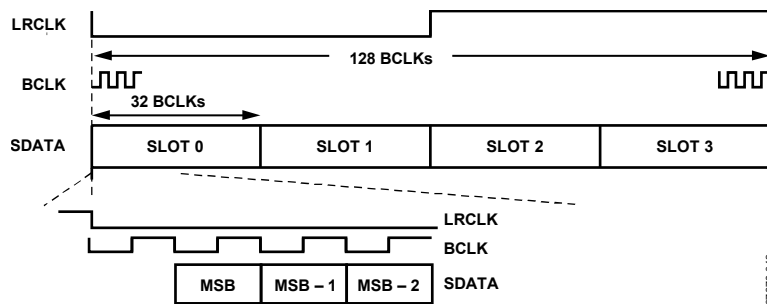 LRCLK
128 BCLKs
BCLK
32 BCLKs
SDATA
SLOT 0
SLOT 1
SLOT 2
SLOT 3
LRCLK
BCLK
MSB
MSB – 1
MSB – 2
SDATA